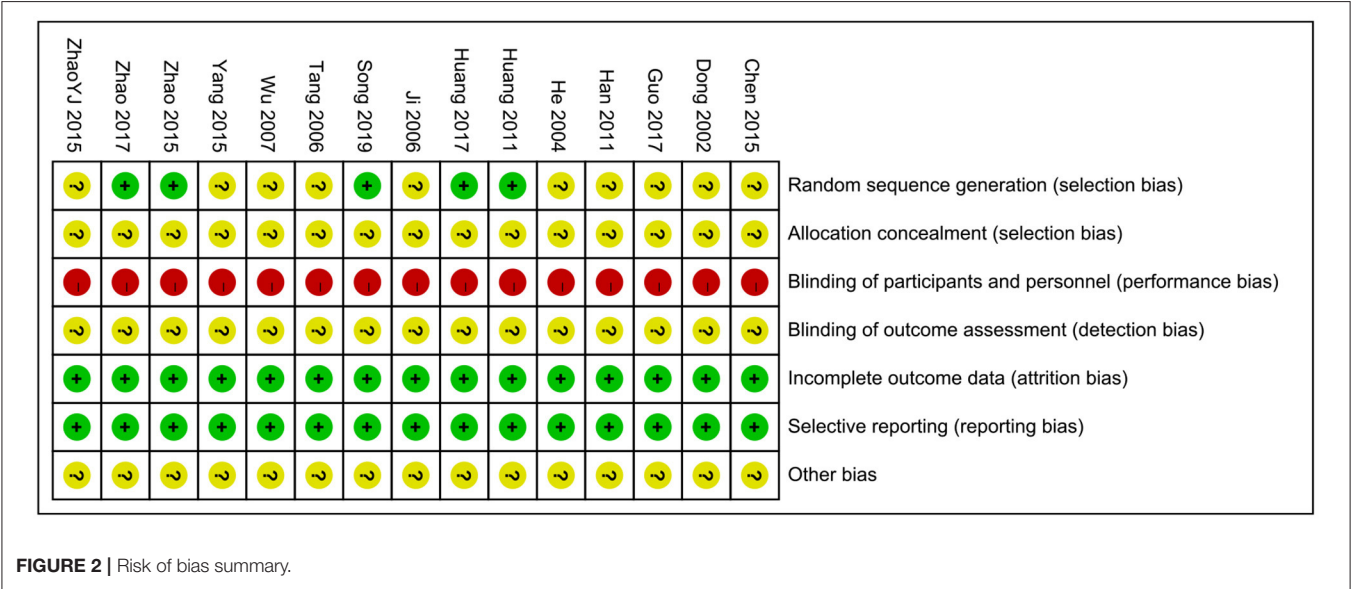 ZhaoYJ 2015
Zhao 2017
Zhao 2015
Yang 2015
Wu 2007
Tang 2006
Song 2019
Ji 2006
Huang 2017
Huang 2011
He 2004
Han 2011
Guo 2017
Dong 2002
Chen 2015
? + + ? ? ? + ? + + ? ? ? ? ? Random sequence generation (selection bias)
? ? ? ? ? ? ? ? ? ? ? ? ? ? ? Allocation concealment (selection bias)
– – – – – – – – – – – – – – – Blinding of participants and personnel (performance bias)
? ? ? ? ? ? ? ? ? ? ? ? ? ? ? Blinding of outcome assessment (detection bias)
+ + + + + + + + + + + + + + + Incomplete outcome data (attrition bias)
+ + + + + + + + + + + + + + + Selective reporting (reporting bias)
? ? ? ? ? ? ? ? ? ? ? ? ? ? ? Other bias
FIGURE 2 | Risk of bias summary.